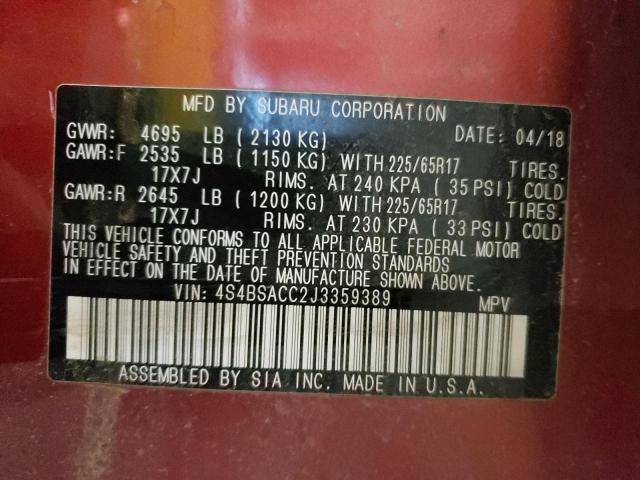 MFD BY SUBARU CORPORATION
GVWR: 4695 LB ( 2130 KG) DATE: 04/18
GAWR:F 2535 LB ( 1150 KG) WITH 225/65R17 TIRES.
17X7J RIMS. AT 240 KPA ( 35 PSI) COLD
GAWR:R 2645 LB ( 1200 KG) WITH 225/65R17 TIRES.
17X7J RIMS. AT 230 KPA ( 33 PSI) COLD
THIS VEHICLE CONFORMS TO ALL APPLICABLE FEDERAL MOTOR
VEHICLE SAFETY AND THEFT PREVENTION STANDARDS
IN EFFECT ON THE DATE OF MANUFACTURE SHOWN ABOVE.
VIN: 4S4BSACC2J3359389 MPV
ASSEMBLED BY SIA INC. MADE IN U.S.A.